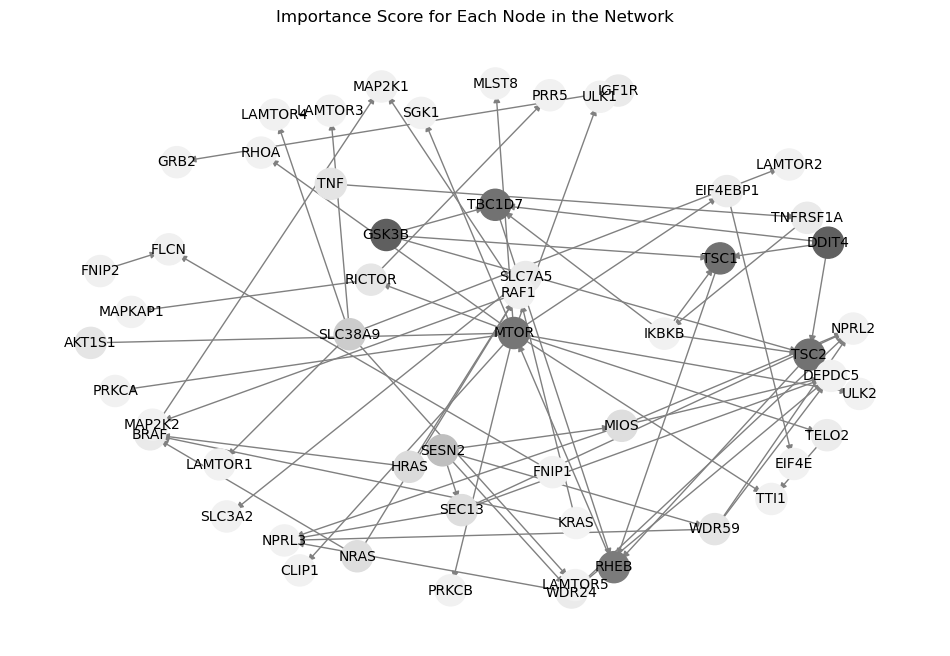 Importance Score for Each Node in the Network
MAP2K1
MLST8
PRR5
ULK1
IGF1R
LAMTOR4
LAMTOR3
SGK1
GRB2
RHOA
LAMTOR2
TNF
EIF4EBP1
TBC1D7
TNFRSF1A
GSK3B
DDIT4
FLCN
TSC1
FNIP2
RICTOR
SLC7A5
RAF1
MAPKAP1
AKT1S1
SLC38A9
MTOR
IKBKB
NPRL2
TSC2
DEPDC5
PRKCA
ULK2
MAP2K2
BRAF
MIOS
TELO2
SESN2
LAMTOR1
HRAS
FNIP1
EIF4E
TTI1
SLC3A2
SEC13
KRAS
WDR59
NPRL3
NRAS
CLIP1
RHEB
PRKCB
LAMTOR5
WDR24